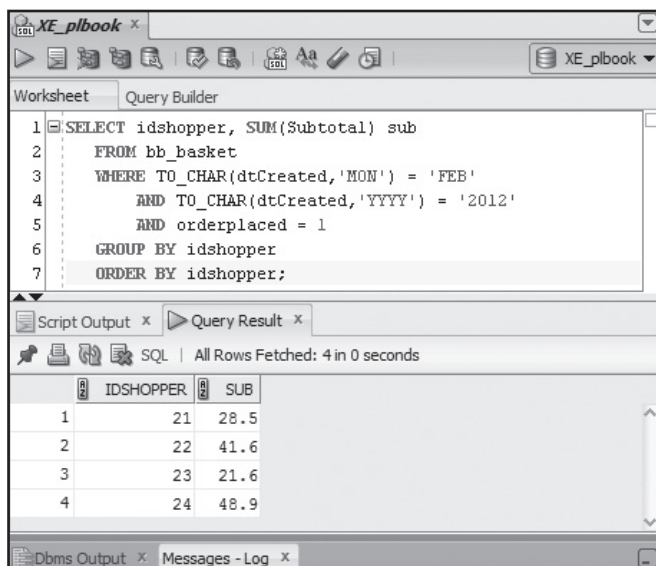 XE_plbook
XE_plbook
Worksheet Query Builder
1 SELECT idshopper, SUM(Subtotal) sub
2 FROM bb_basket
3 WHERE TO_CHAR(dtCreated,'MON') = 'FEB'
4 AND TO_CHAR(dtCreated,'YYYY') = '2012'
5 AND orderplaced = 1
6 GROUP BY idshopper
7 ORDER BY idshopper;
Script Output x Query Result x
SQL | All Rows Fetched: 4 in 0 seconds
IDSHOPPER SUB
1 21 28.5
2 22 41.6
3 23 21.6
4 24 48.9
Dbms Output x Messages - Log x